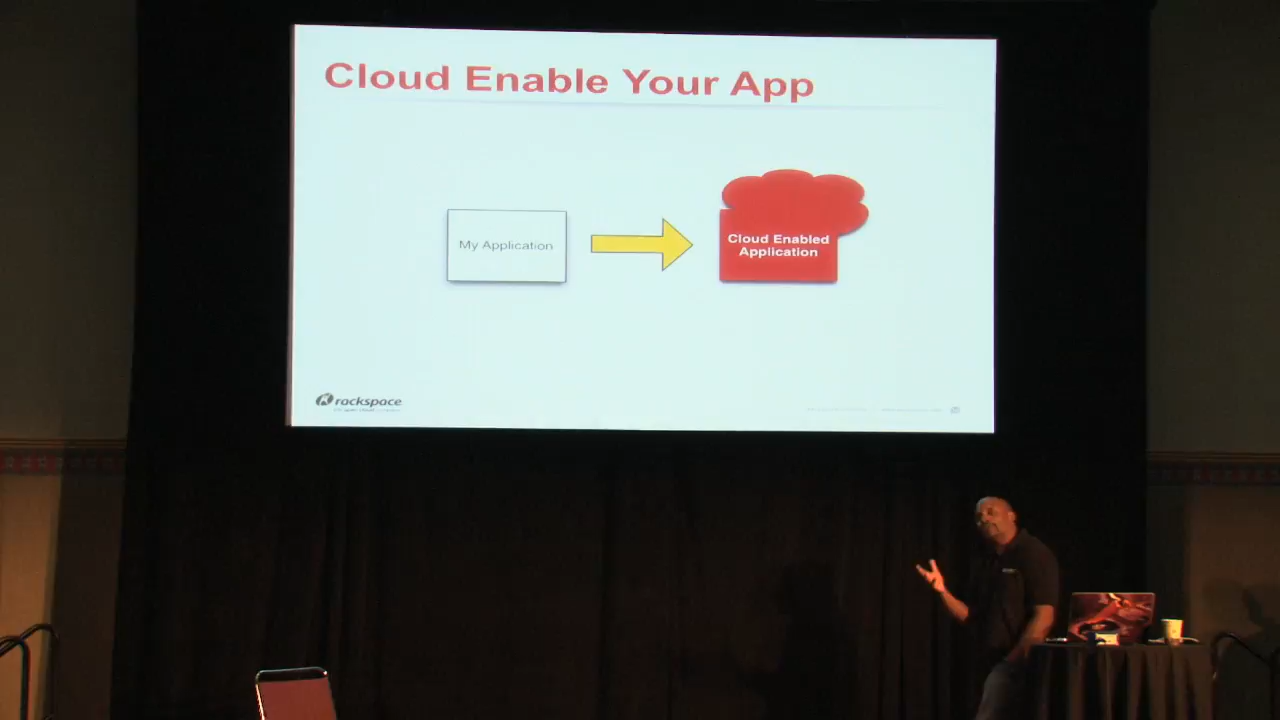 Cloud Enable Your App
My Application
Cloud Enabled
Application
rackspace